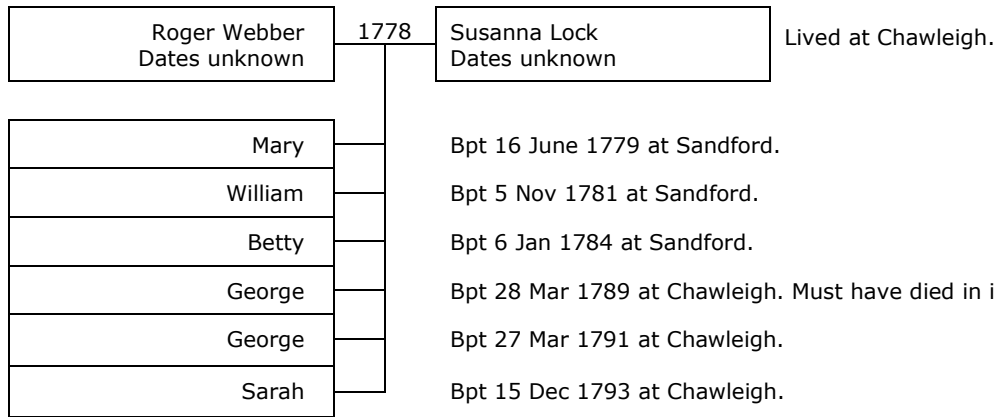 Roger Webber
Dates unknown
1778
Susanna Lock
Dates unknown
Lived at Chawleigh.
Mary
Bpt 16 June 1779 at Sandford.
William
Bpt 5 Nov 1781 at Sandford.
Betty
Bpt 6 Jan 1784 at Sandford.
George
Bpt 28 Mar 1789 at Chawleigh. Must have died in i
George
Bpt 27 Mar 1791 at Chawleigh.
Sarah
Bpt 15 Dec 1793 at Chawleigh.